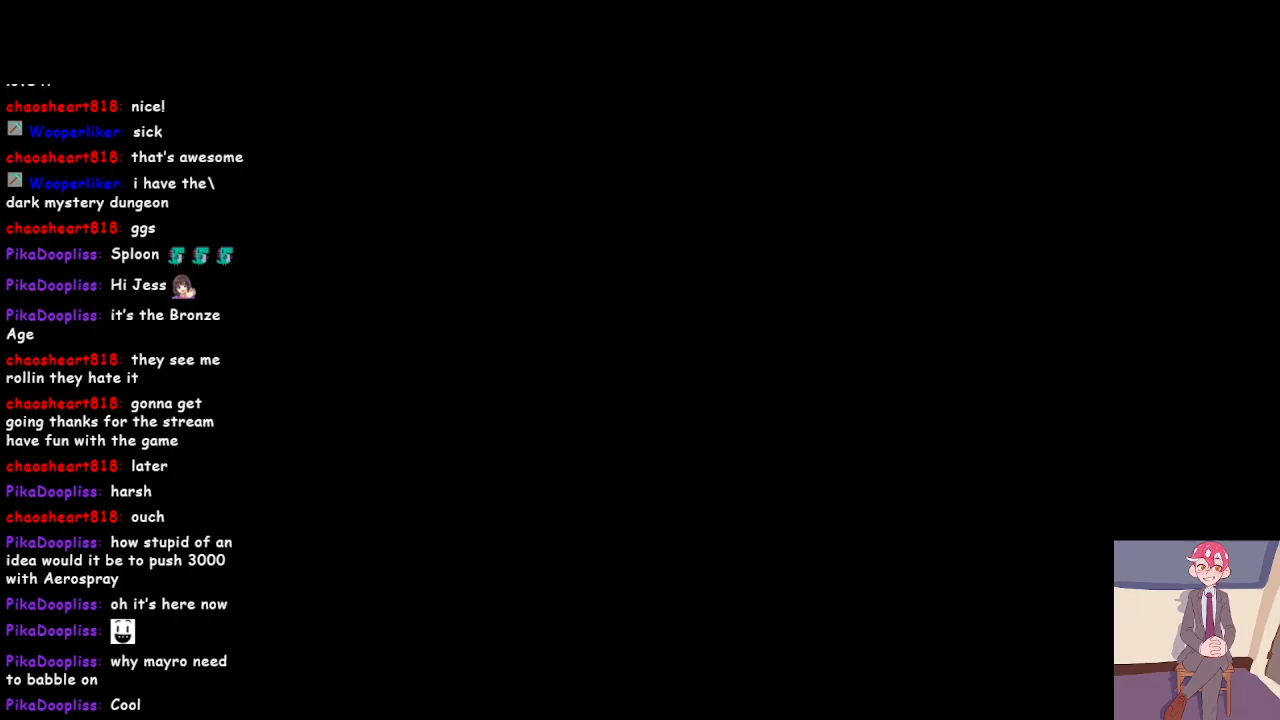 chaosheart818: nice!
Wooperliker: sick
chaosheart818: that's awesome
Wooperliker: i have the\
dark mystery dungeon
chaosheart818: ggs
PikaDoopliss: Sploon
PikaDoopliss: Hi Jess
PikaDoopliss: it's the Bronze
Age
chaosheart818: they see me
rollin they hate it
chaosheart818: gonna get
going thanks for the stream
have fun with the game
chaosheart818: later
PikaDoopliss: harsh
chaosheart818: ouch
PikaDoopliss: how stupid of an
idea would it be to push 3000
with Aerospray
PikaDoopliss: oh it's here now
PikaDoopliss:
PikaDoopliss: why mayro need
to babble on
PikaDoopliss: Cool